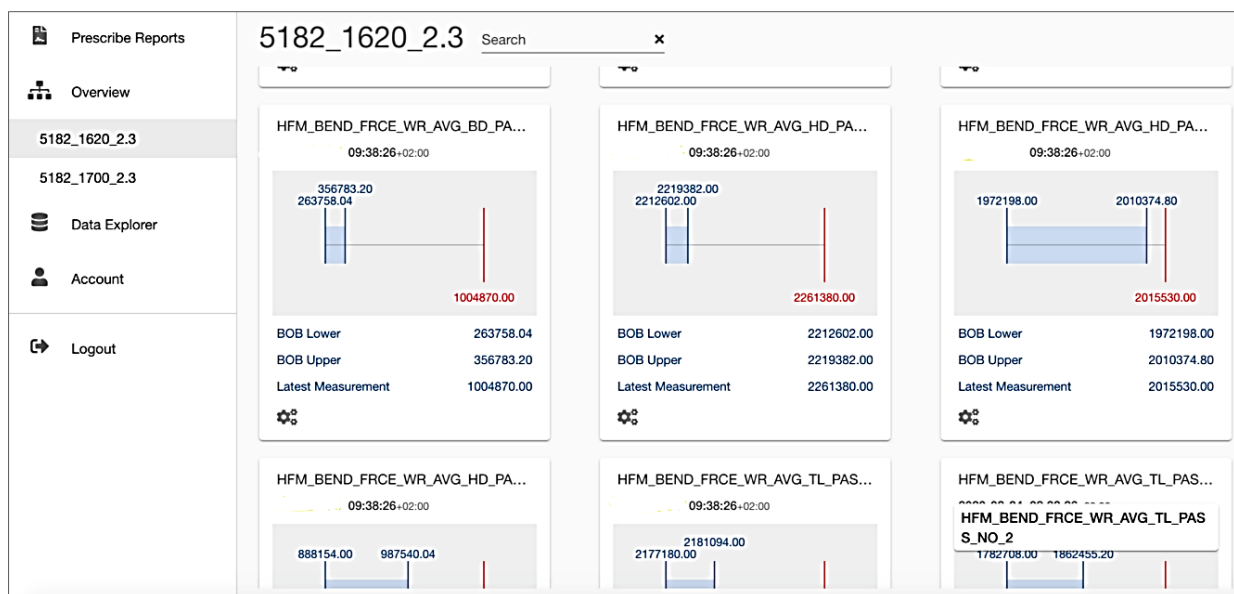 Prescribe Reports
Overview
5182_1620_2.3
5182_1700_2.3
Data Explorer
Account
Logout
5182_1620_2.3 Search
HFM_BEND_FRCE_WR_AVG_BD_PA...
09:38:26+02:00
356783.20
263758.04
1004870.00
BOB Lower 263758.04
BOB Upper 356783.20
Latest Measurement 1004870.00
HFM_BEND_FRCE_WR_AVG_HD_PA...
09:38:26+02:00
2219382.00
2212602.00
2261380.00
BOB Lower 2212602.00
BOB Upper 2219382.00
Latest Measurement 2261380.00
HFM_BEND_FRCE_WR_AVG_HD_PA...
09:38:26+02:00
1972198.00 2010374.80
2015530.00
BOB Lower 1972198.00
BOB Upper 2010374.80
Latest Measurement 2015530.00
HFM_BEND_FRCE_WR_AVG_HD_PA...
09:38:26+02:00
888154.00 987540.04
HFM_BEND_FRCE_WR_AVG_TL_PAS...
09:38:26+02:00
2181094.00
2177180.00
HFM_BEND_FRCE_WR_AVG_TL_PAS...
HFM_BEND_FRCE_WR_AVG_TL_PAS
S_NO_2
1782708.00 1862455.20